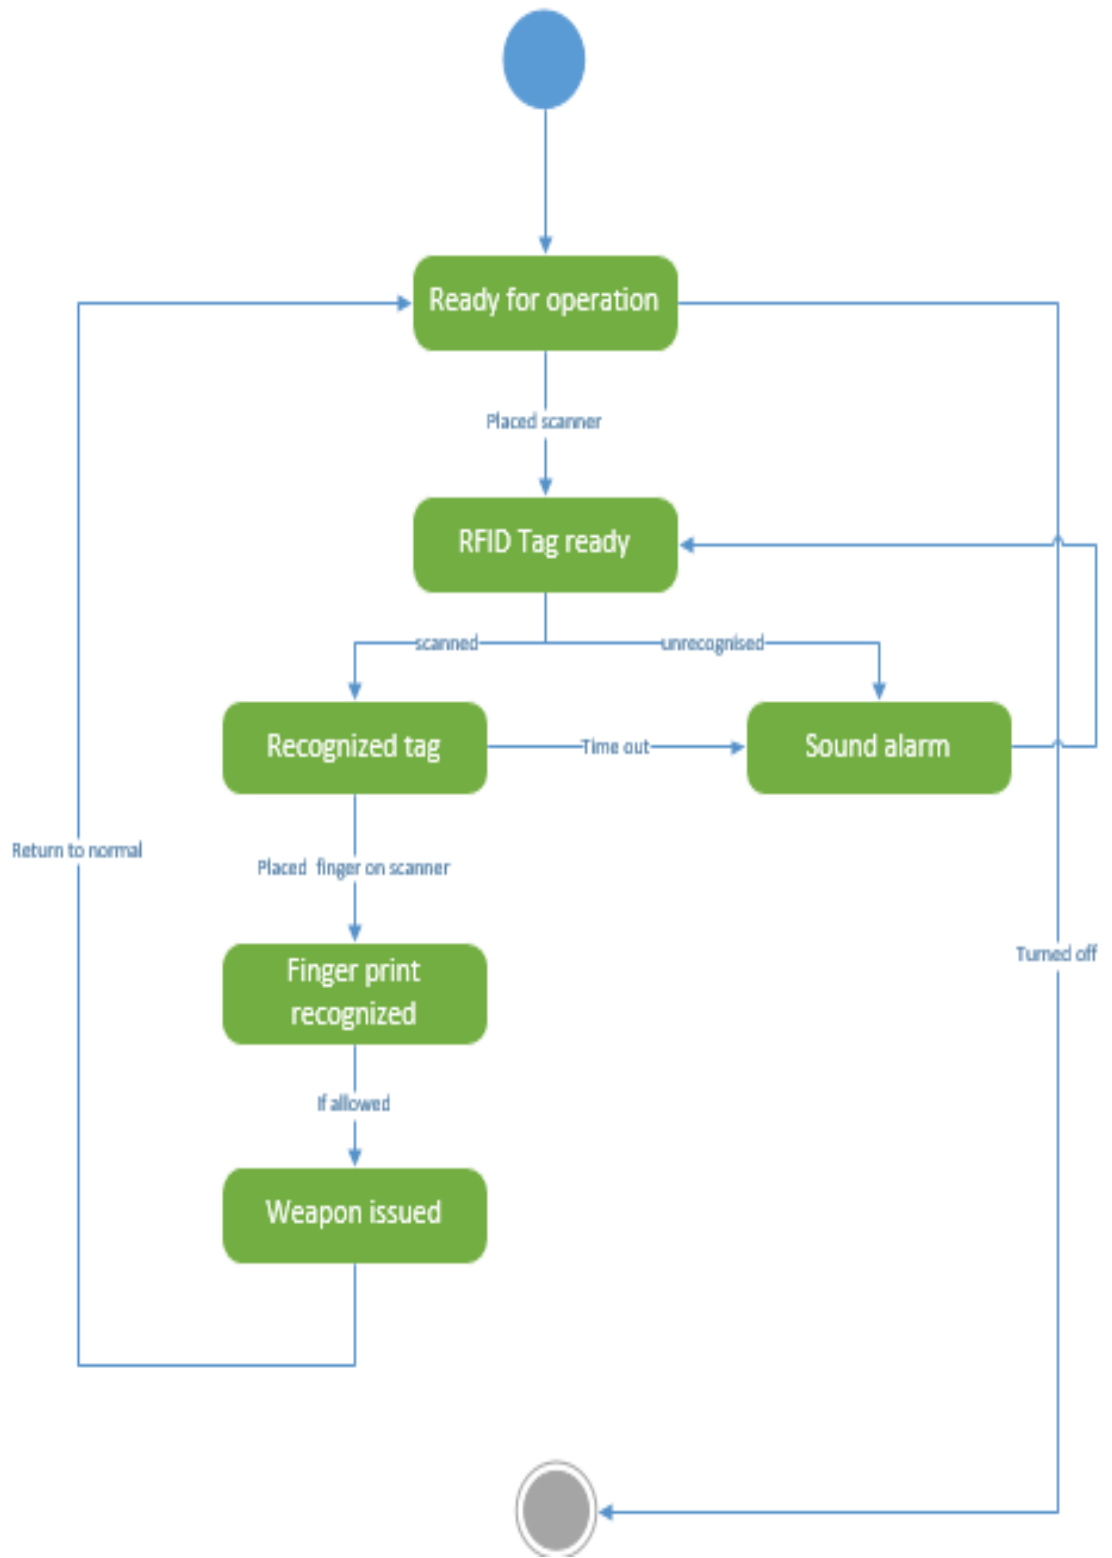 Ready for operation
Placed scanner
RFID Tag ready
scanned
unrecognised
Recognized tag
Time out
Sound alarm
Return to normal
Placed finger on scanner
Turned off
Finger print
recognized
If allowed
Weapon issued